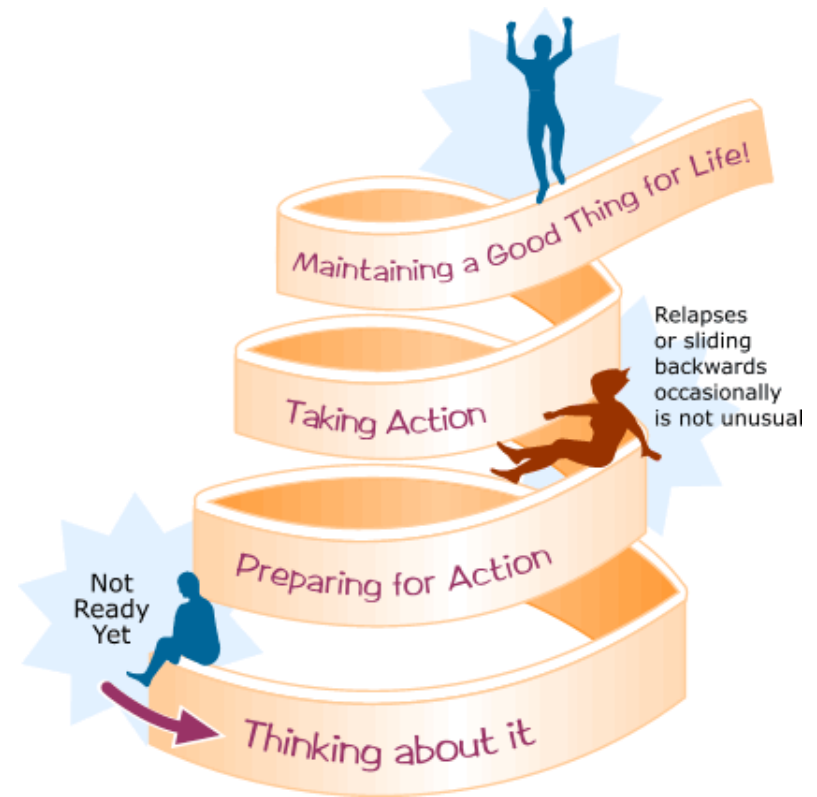 Maintaining a Good Thing for Life!
Relapses
or sliding
backwards
occasionally
is not unusual
Taking Action
Preparing for Action
Not
Ready
Yet
Thinking about it